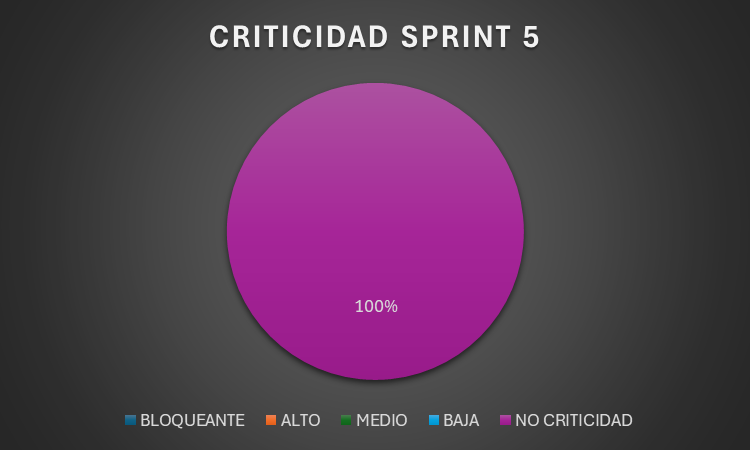 CRITICIDAD SPRINT 5
100%
BLOQUEANTE ALTO MEDIO BAJA NO CRITICIDAD